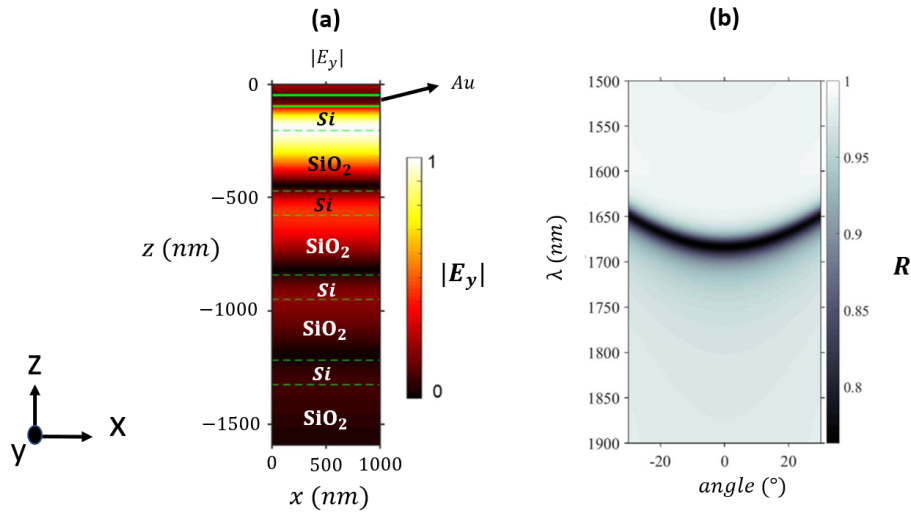 (a)
|E_y|
Au
0
Si
SiO₂
−500
Si
SiO₂
−1000
Si
SiO₂
Si
−1500
SiO₂
0 500 1000
x (nm)
z (nm)
1
|E_y|
0
z
y
x
(b)
1500
1550
1600
1650
1700
1750
1800
1850
1900
λ (nm)
-20 0 20
angle (°)
1
0.95
0.9
0.85
0.8
R